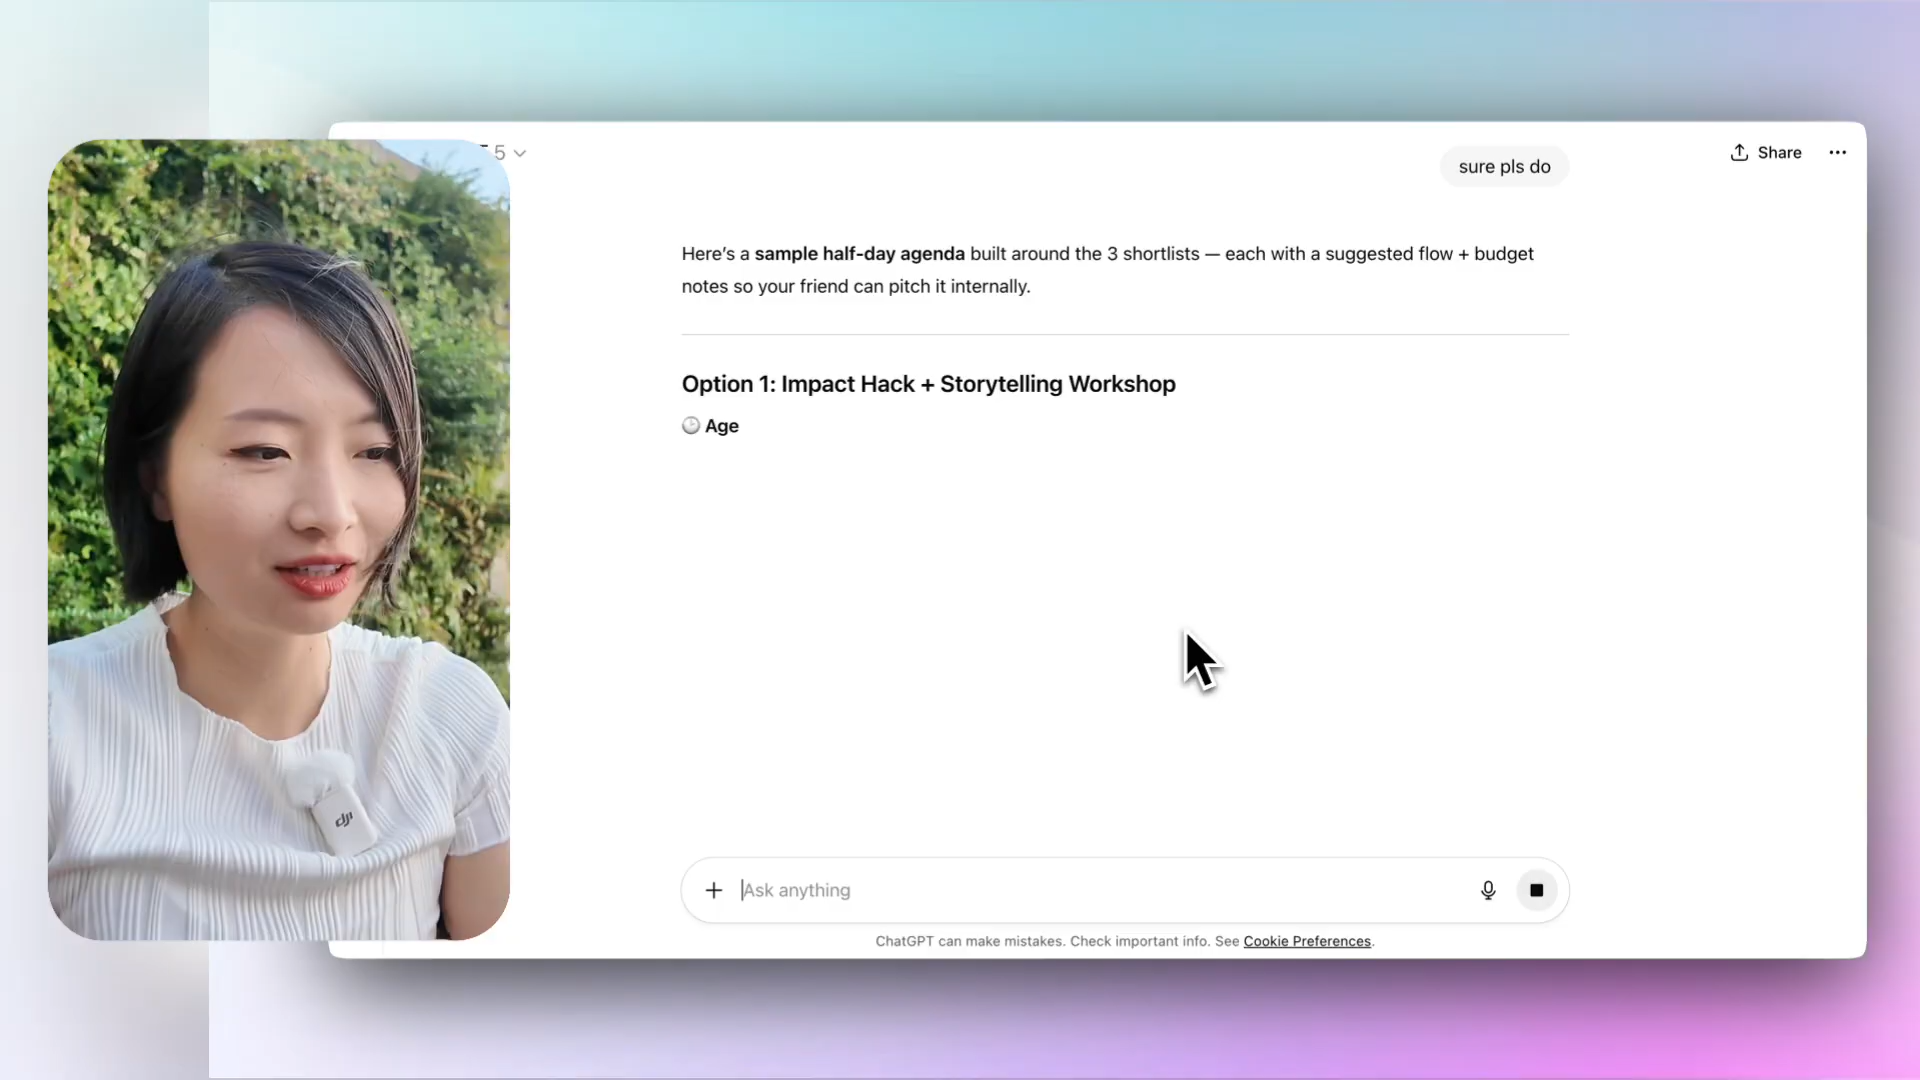 5
Share
sure pls do
Here's a sample half-day agenda built around the 3 shortlists — each with a suggested flow + budget
notes so your friend can pitch it internally.
Option 1: Impact Hack + Storytelling Workshop
Age
Ask anything
ChatGPT can make mistakes. Check important info. See Cookie Preferences.
dji